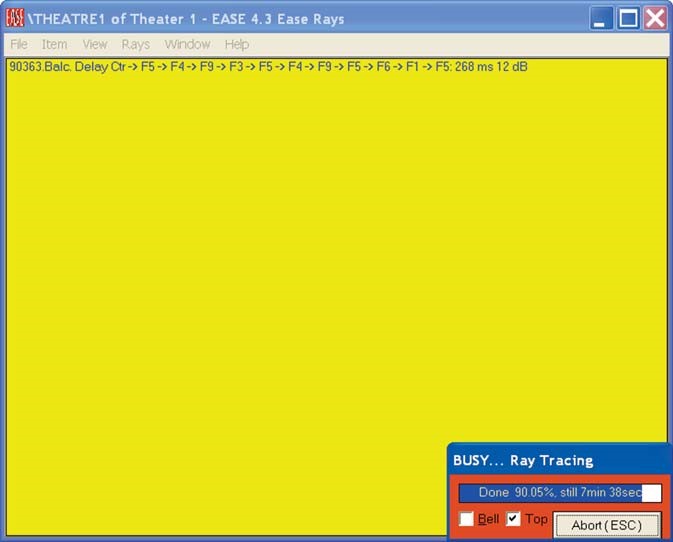 EASE \THEATRE1 of Theater 1 - EASE 4.3 Ease Rays
File Item View Rays Window Help
90363.Balc. Delay Ctr -> F5 -> F4 -> F9 -> F3 -> F5 -> F4 -> F9 -> F5 -> F6 -> F1 -> F5: 268 ms 12 dB
BUSY... Ray Tracing
Done 90.05%, still 7min 38sec
Bell Top Abort (ESC)